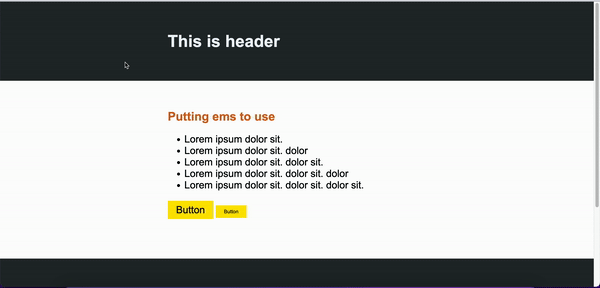 This is header
Putting ems to use
Lorem ipsum dolor sit.
Lorem ipsum dolor sit. dolor
Lorem ipsum dolor sit. dolor sit.
Lorem ipsum dolor sit. dolor sit. dolor
Lorem ipsum dolor sit. dolor sit. dolor sit.
Button Button